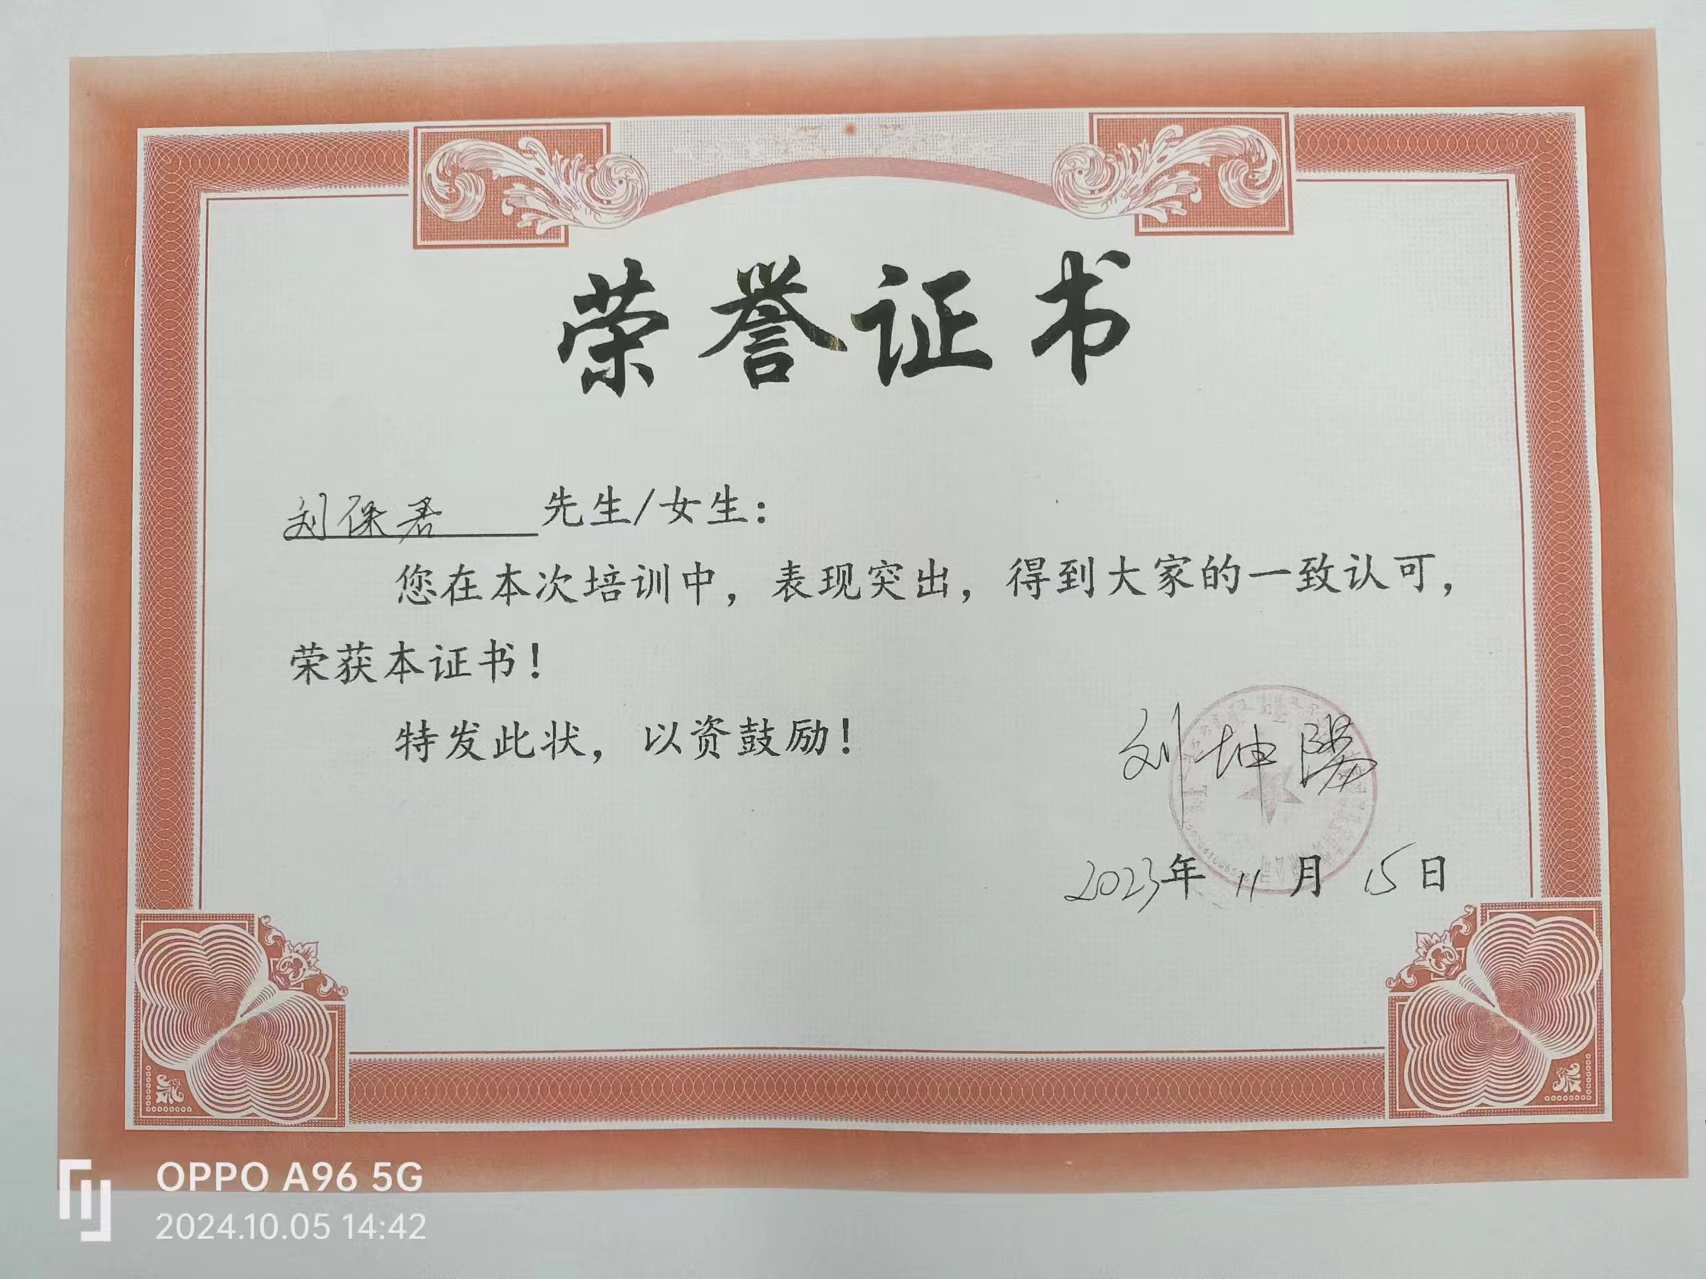 荣誉证书
刘保君 先生/女生：
您在本次培训中，表现突出，得到大家的一致认可，
荣获本证书！
特发此状，以资鼓励！
刘坤陽
2023年 11月 15日
OPPO A96 5G
2024.10.05 14:42